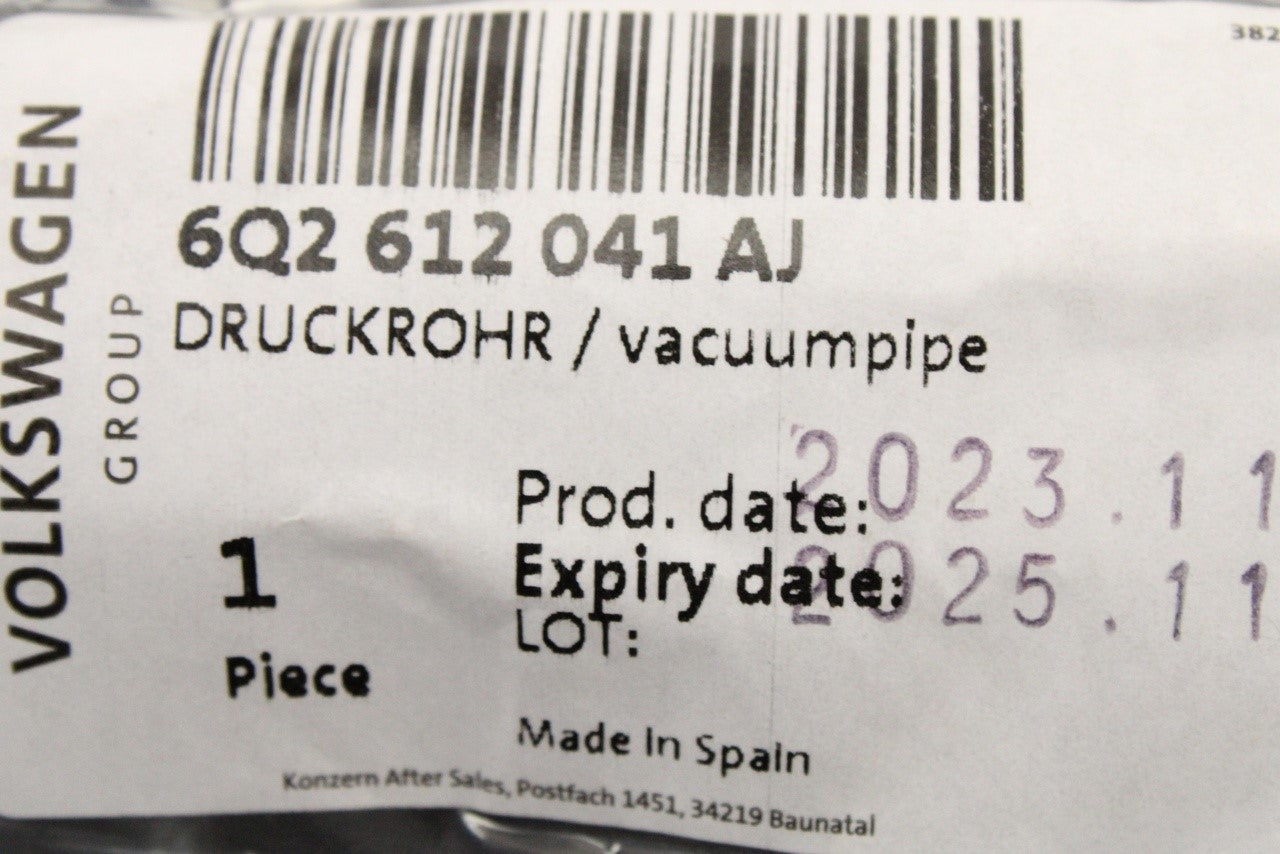 382
6Q2 612 041 AJ
DRUCKROHR / vacuumpipe
VOLKSWAGEN
GROUP
Prod. date: 2023.11
Expiry date: 2025.11
LOT:
1
Piece
Made In Spain
Konzern After Sales, Postfach 1451, 34219 Baunatal